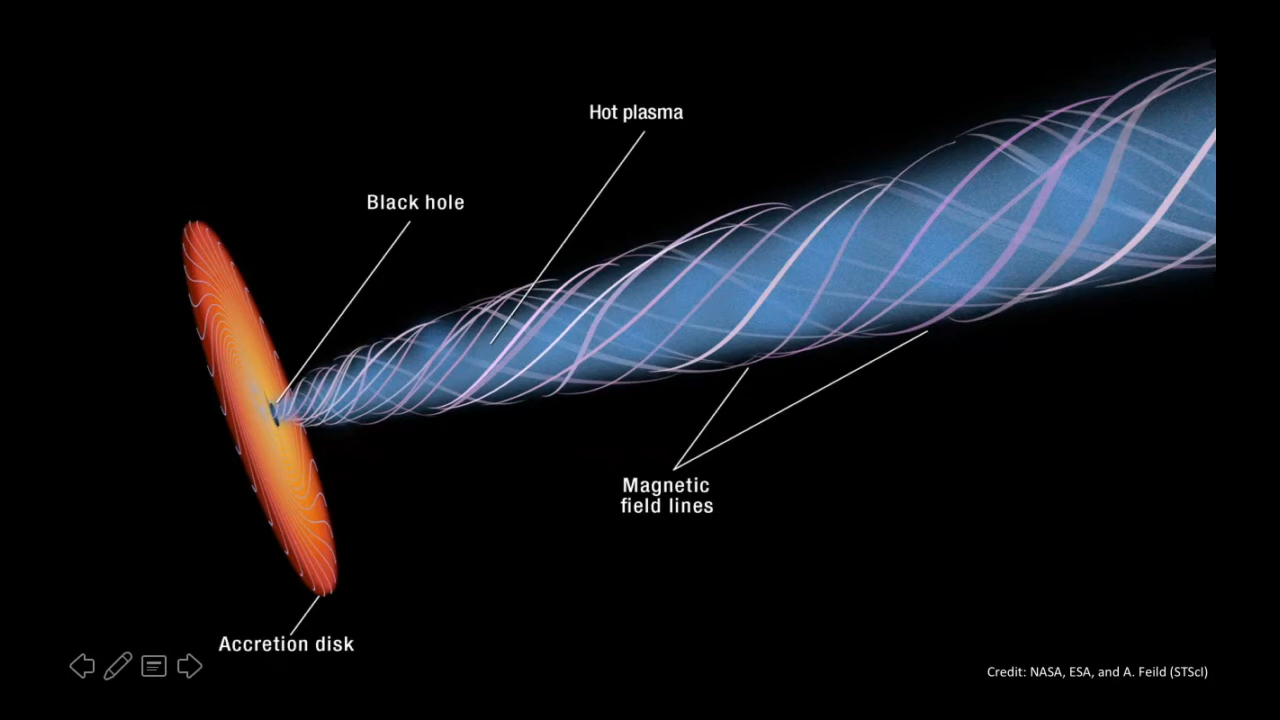 Hot plasma
Black hole
Magnetic
field lines
Accretion disk
Credit: NASA, ESA, and A. Feild (STScI)